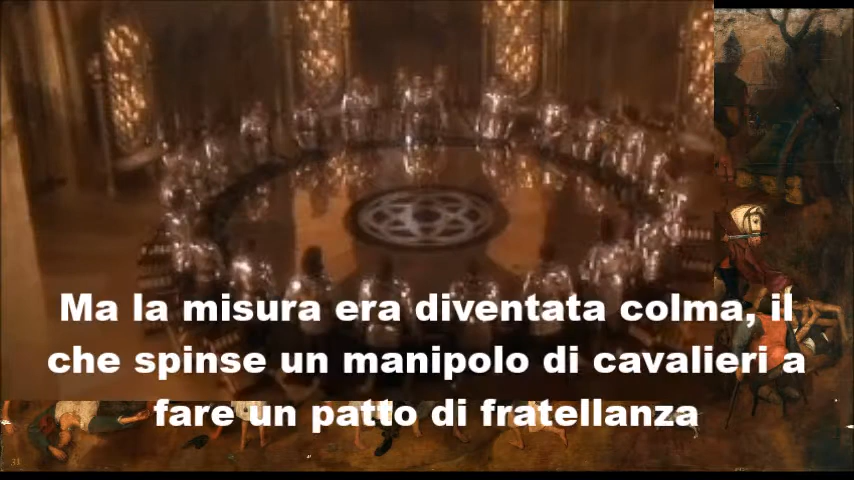 Ma la misura era diventata colma, il
che spinse un manipolo di cavalieri a
fare un patto di fratellanza